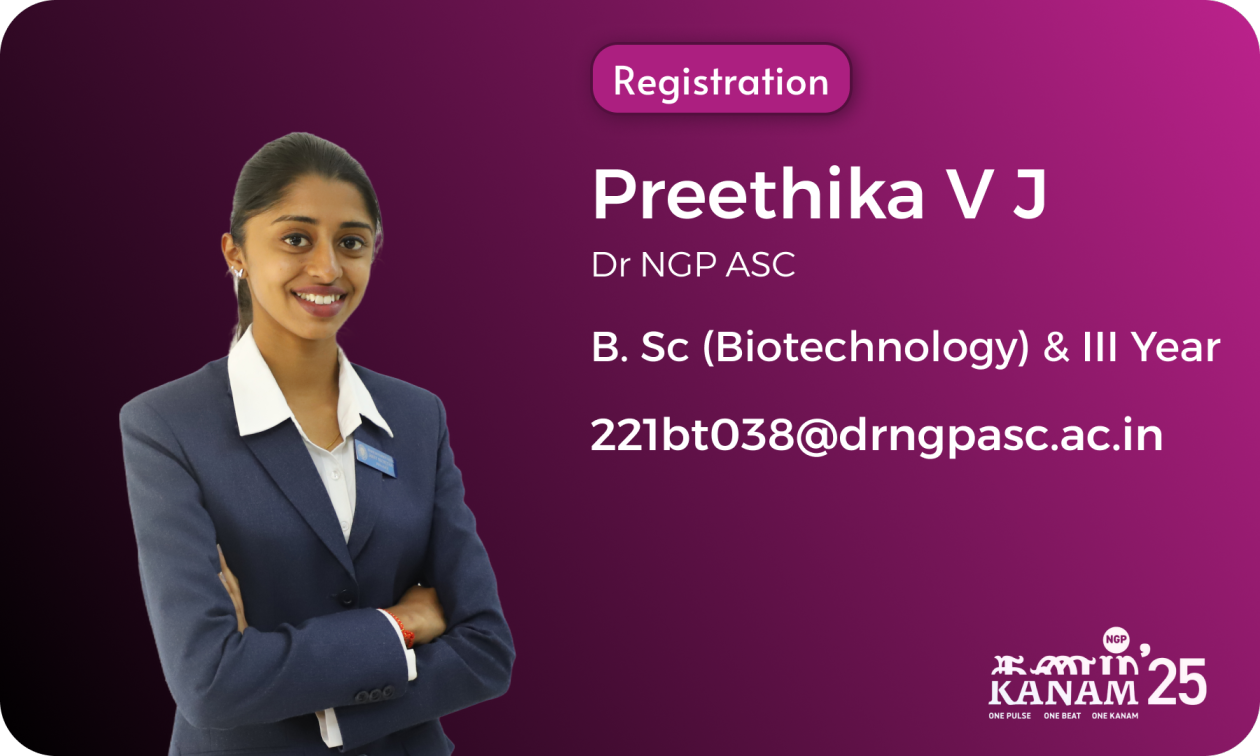 Registration
Preethika V J
Dr NGP ASC
B. Sc (Biotechnology) & III Year
221bt038@drngpasc.ac.in
NGP
KANAM'25
ONE PULSE ONE BEAT ONE KANAM